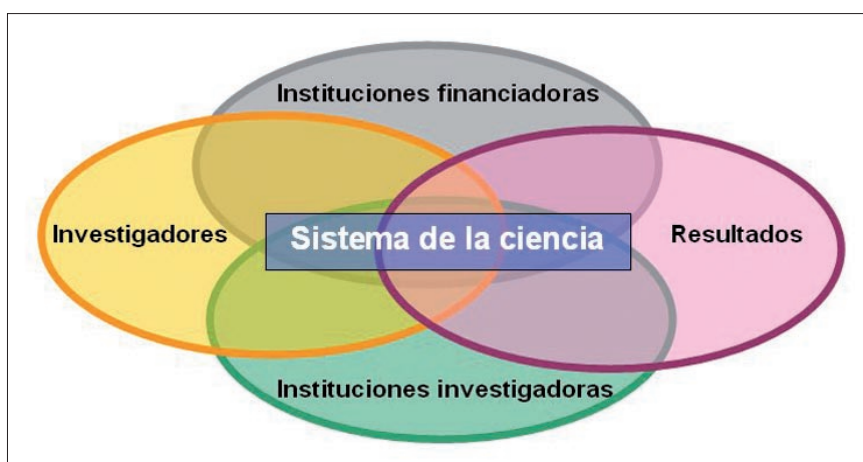 Instituciones financiadoras
Investigadores
Sistema de la ciencia
Resultados
Instituciones investigadoras